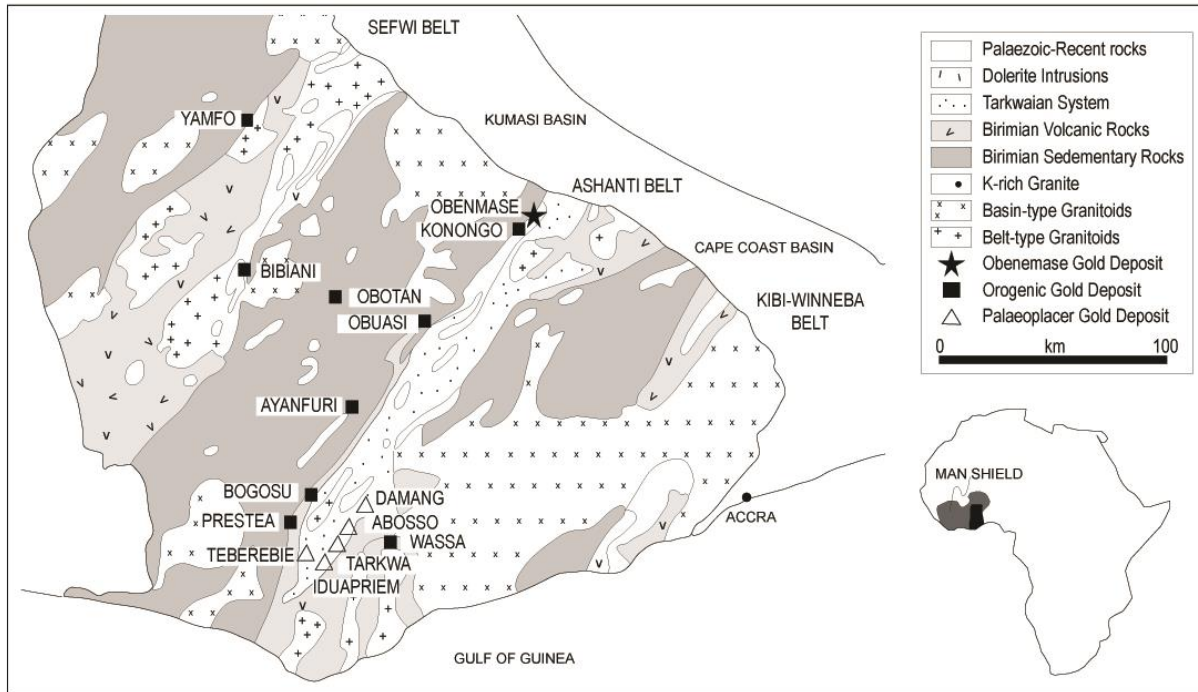 SEFWI BELT
YAMFO
KUMASI BASIN
ASHANTI BELT
OBENMASE
KONONGO
CAPE COAST BASIN
BIBIANI
OBOTAN
OBUASI
KIBI-WINNEBA
BELT
AYANFURI
BOGOSU
DAMANG
PRESTEA
ABOSSO
WASSA
TEBEREBIE
TARKWA
IDUAPRIEM
ACCRA
GULF OF GUINEA
Palaezoic-Recent rocks
Dolerite Intrusions
Tarkwaian System
Birimian Volcanic Rocks
Birimian Sedementary Rocks
K-rich Granite
Basin-type Granitoids
Belt-type Granitoids
Obenemase Gold Deposit
Orogenic Gold Deposit
Palaeoplacer Gold Deposit
0 km 100
MAN SHIELD